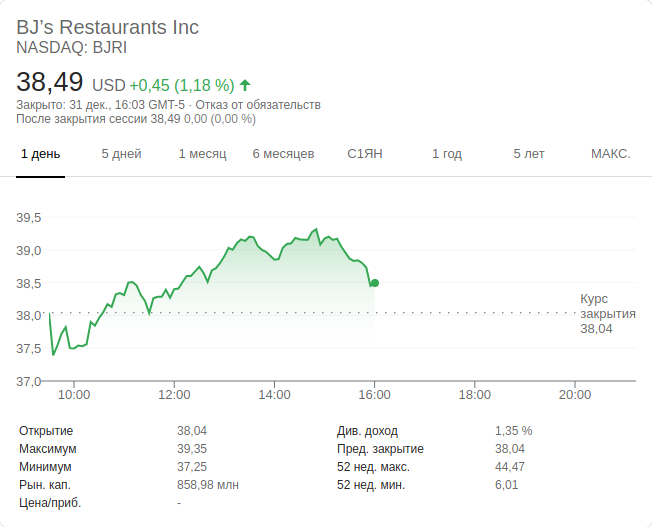 BJ’s Restaurants Inc
NASDAQ: BJRI
38,49 USD +0,45 (1,18 %)
Закрыто: 31 дек., 16:03 GMT-5 · Отказ от обязательств
После закрытия сессии 38,49 0,00 (0,00 %)
1 день 5 дней 1 месяц 6 месяцев С1ЯН 1 год 5 лет МАКС.
39,5
39,0
38,5
38,0
37,5
37,0
Курс
закрытия
38,04
10:00 12:00 14:00 16:00 18:00 20:00
Открытие 38,04 Див. доход 1,35 %
Максимум 39,35 Пред. закрытие 38,04
Минимум 37,25 52 нед. макс. 44,47
Рын. кап. 858,98 млн 52 нед. мин. 6,01
Цена/приб. -